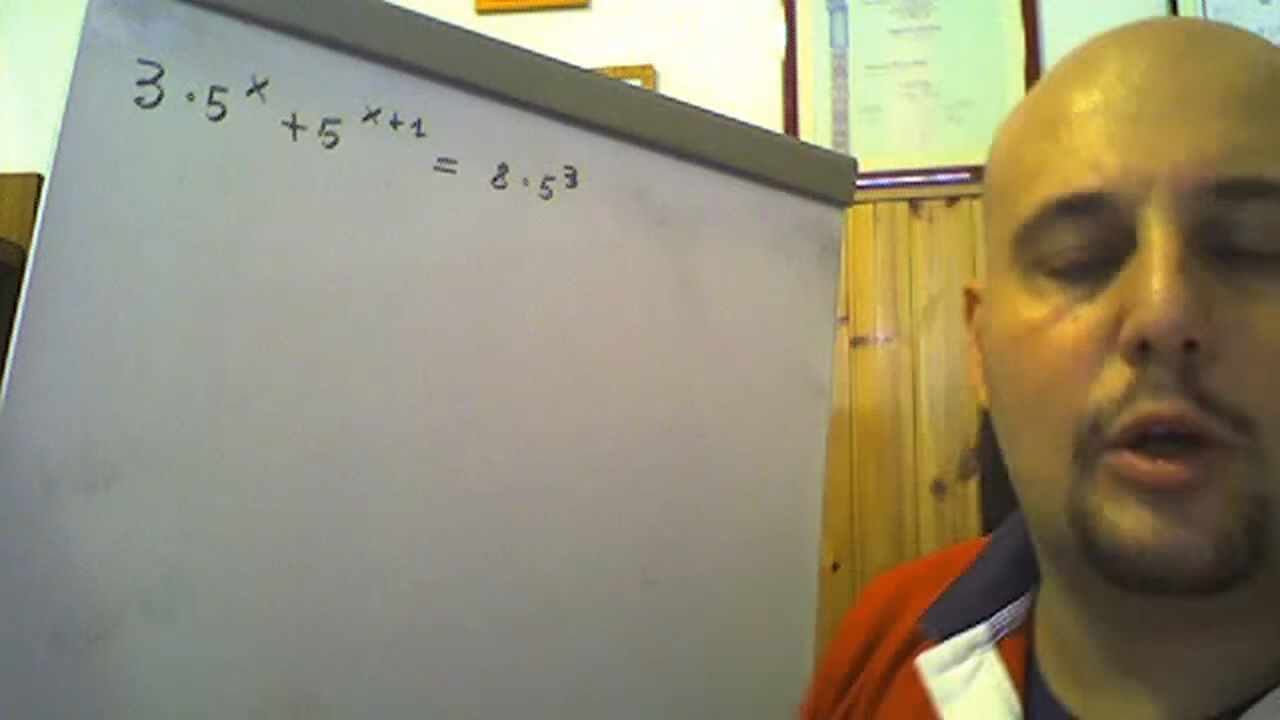 3 · 5^x + 5^(x+1) = 8 · 5^3